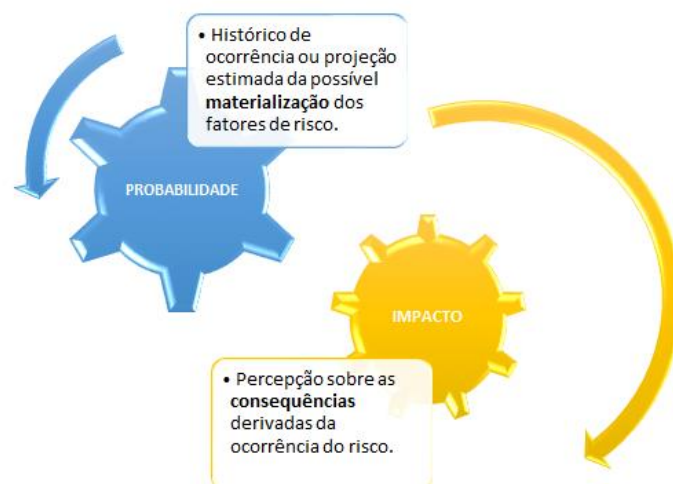 • Histórico de
ocorrência ou projeção
estimada da possível
materialização dos
fatores de risco.
PROBABILIDADE
IMPACTO
• Percepção sobre as
consequências
derivadas da
ocorrência do risco.